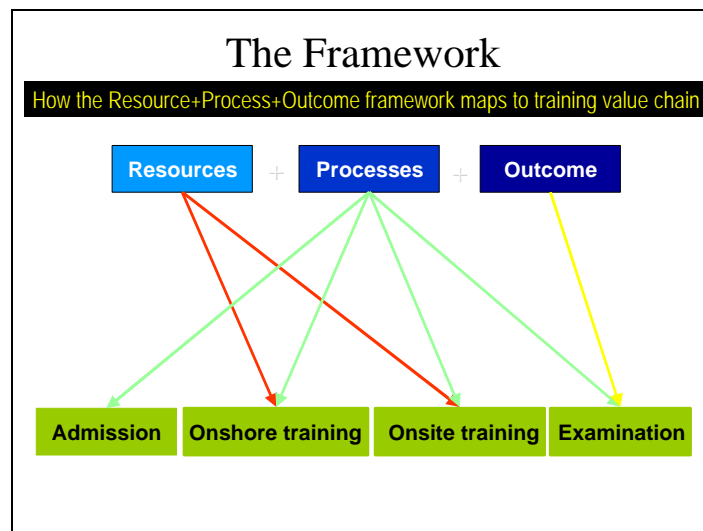 The Framework
How the Resource+Process+Outcome framework maps to training value chain
Resources + Processes + Outcome
Admission Onshore training Onsite training Examination